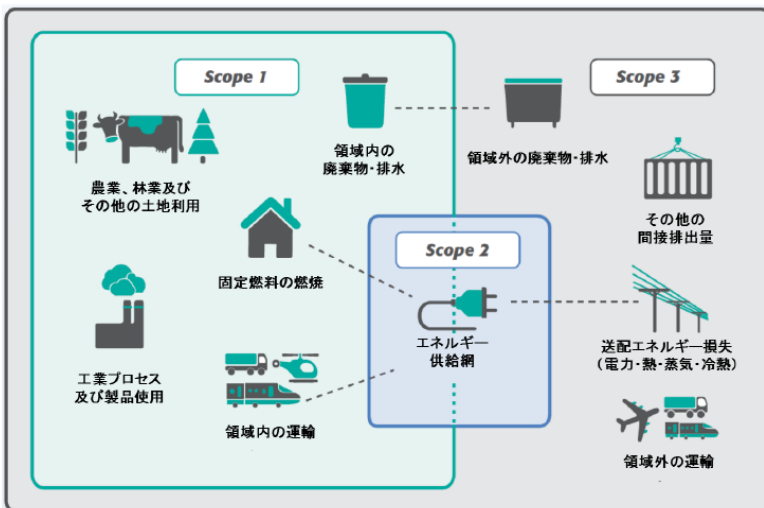 Scope 1
Scope 3
領域内の
廃棄物・排水
領域外の廃棄物・排水
農業、林業及び
その他の土地利用
その他の
間接排出量
Scope 2
固定燃料の燃焼
エネルギー
供給網
送配エネルギー損失
（電力・熱・蒸気・冷熱）
工業プロセス
及び製品使用
領域内の運輸
領域外の運輸